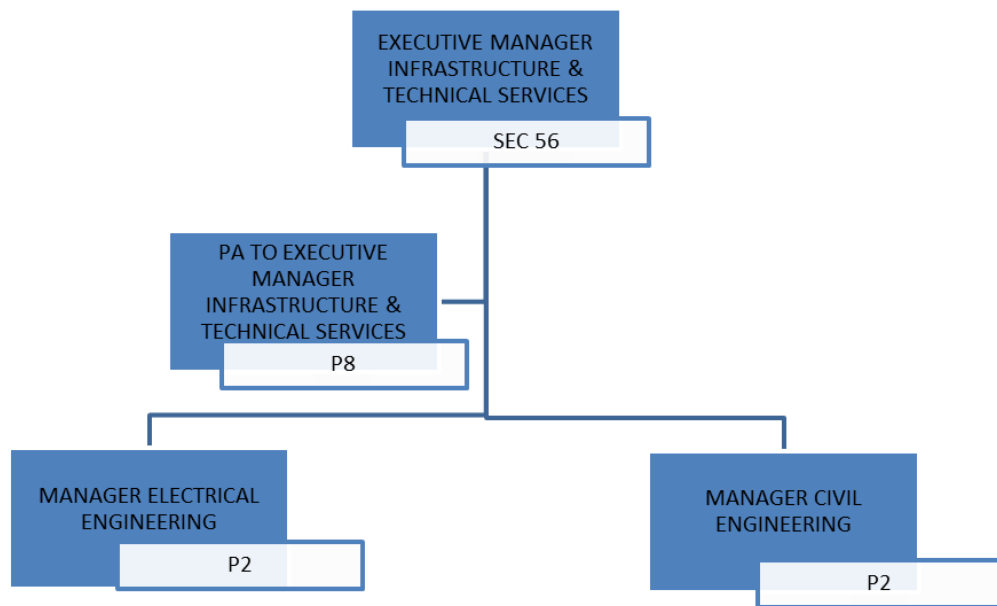 EXECUTIVE MANAGER
INFRASTRUCTURE &
TECHNICAL SERVICES
SEC 56
PA TO EXECUTIVE
MANAGER
INFRASTRUCTURE &
TECHNICAL SERVICES
P8
MANAGER ELECTRICAL
ENGINEERING
P2
MANAGER CIVIL
ENGINEERING
P2